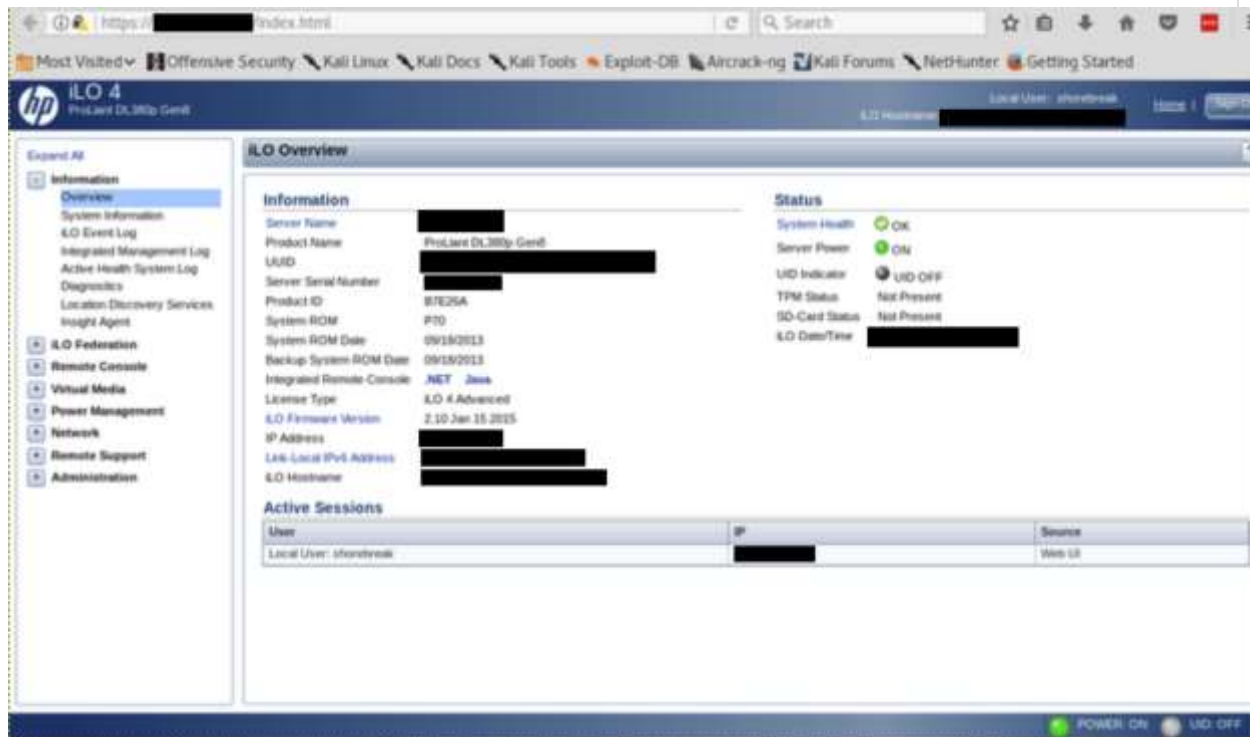 https:// /index.html
Search
Most Visited Offensive Security Kali Linux Kali Docs Kali Tools Exploit-DB Aircrack-ng Kali Forums NetHunter Getting Started
hp
iLO 4
ProLiant DL380p Gen8
Local User: shorebreak
iLO Hostname:
Home |
Expand All
Information
Overview
System Information
iLO Event Log
Integrated Management Log
Active Health System Log
Diagnostics
Location Discovery Services
Insight Agent
iLO Federation
Remote Console
Virtual Media
Power Management
Network
Remote Support
Administration
iLO Overview
Information
Server Name
Product Name ProLiant DL380p Gen8
UUID
Server Serial Number
Product ID
System ROM P70
System ROM Date 09/18/2013
Backup System ROM Date 09/18/2013
Integrated Remote Console .NET Java
License Type iLO 4 Advanced
iLO Firmware Version 2.10 Jan 15 2015
IP Address
Link-Local IPv6 Address
iLO Hostname
Status
System Health OK
Server Power ON
UID Indicator UID OFF
TPM Status Not Present
SD-Card Status Not Present
iLO Date/Time
Active Sessions
User IP Source
Local User: shorebreak Web UI
POWER: ON UID: OFF